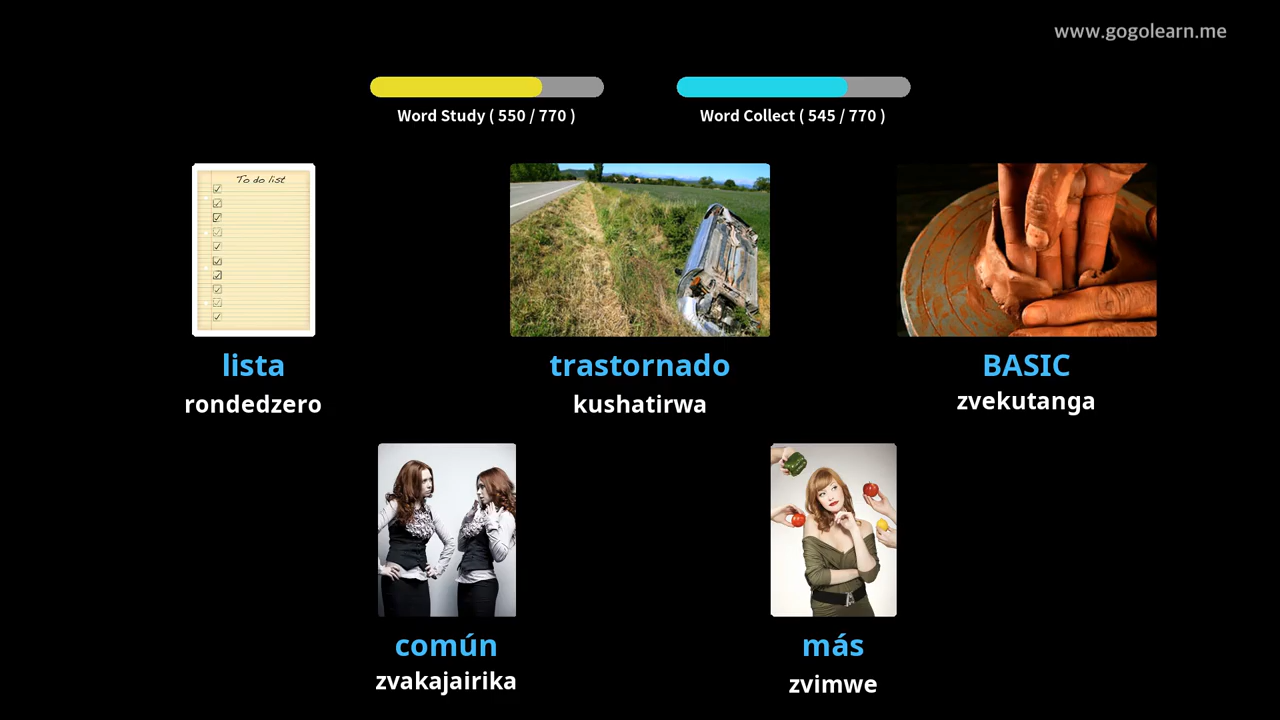 www.gogolearn.me
Word Study ( 550 / 770 )
Word Collect ( 545 / 770 )
To do list
lista
trastornado
BASIC
rondedzero
kushatirwa
zvekutanga
común
más
zvakajairika
zvimwe